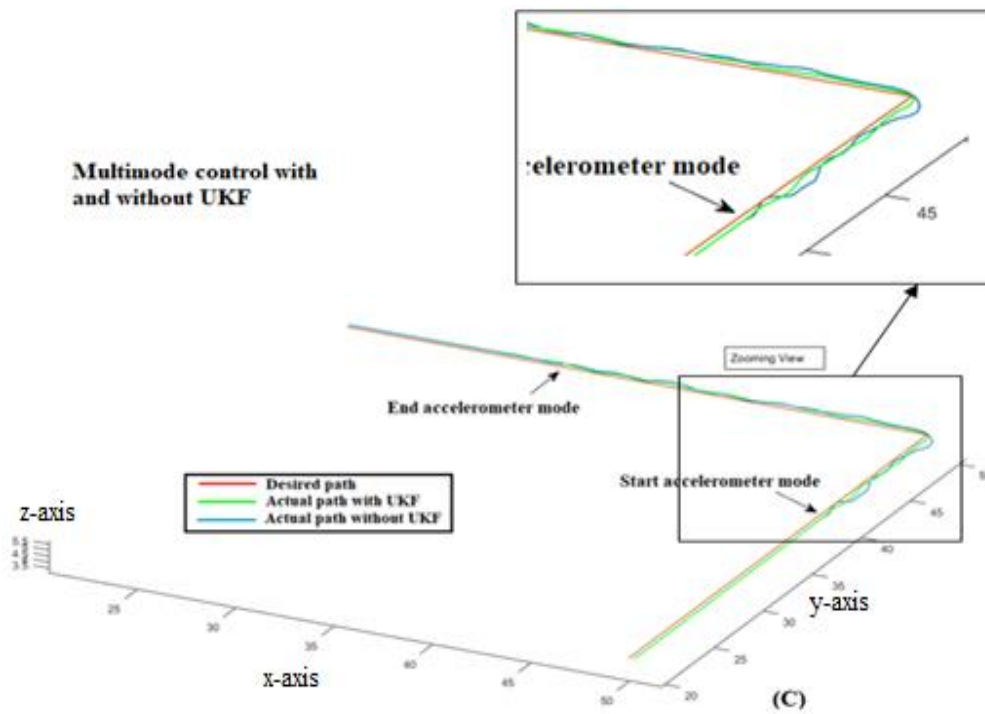 Multimode control with
and without UKF
celerometer mode
45
Zooming View
End accelerometer mode
Start accelerometer mode
Desired path
Actual path with UKF
Actual path without UKF
z-axis
25
30
35
40
45
50
x-axis
20
25
30
35
40
45
y-axis
(C)